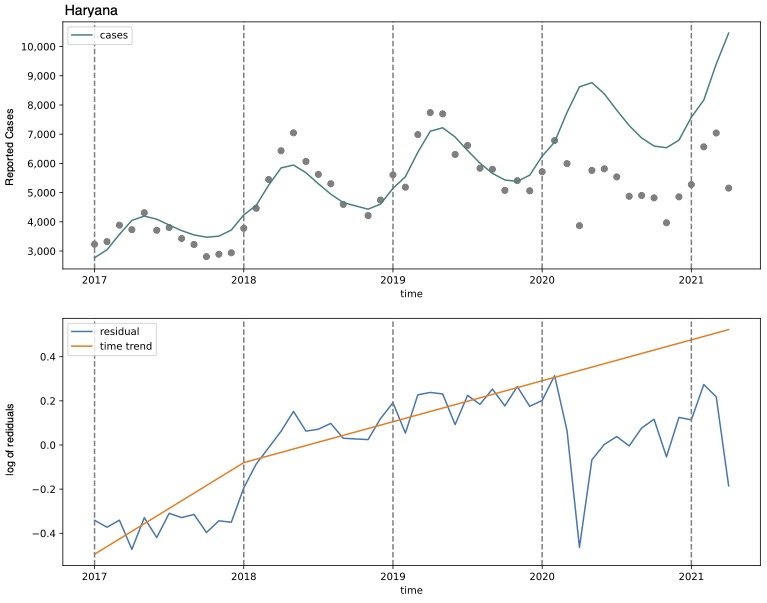 Haryana
cases
10,000
9,000
8,000
7,000
6,000
5,000
4,000
3,000
Reported Cases
2017 2018 2019 2020 2021
time
residual
time trend
0.4
0.2
0.0
−0.2
−0.4
log of rediduals
2017 2018 2019 2020 2021
time